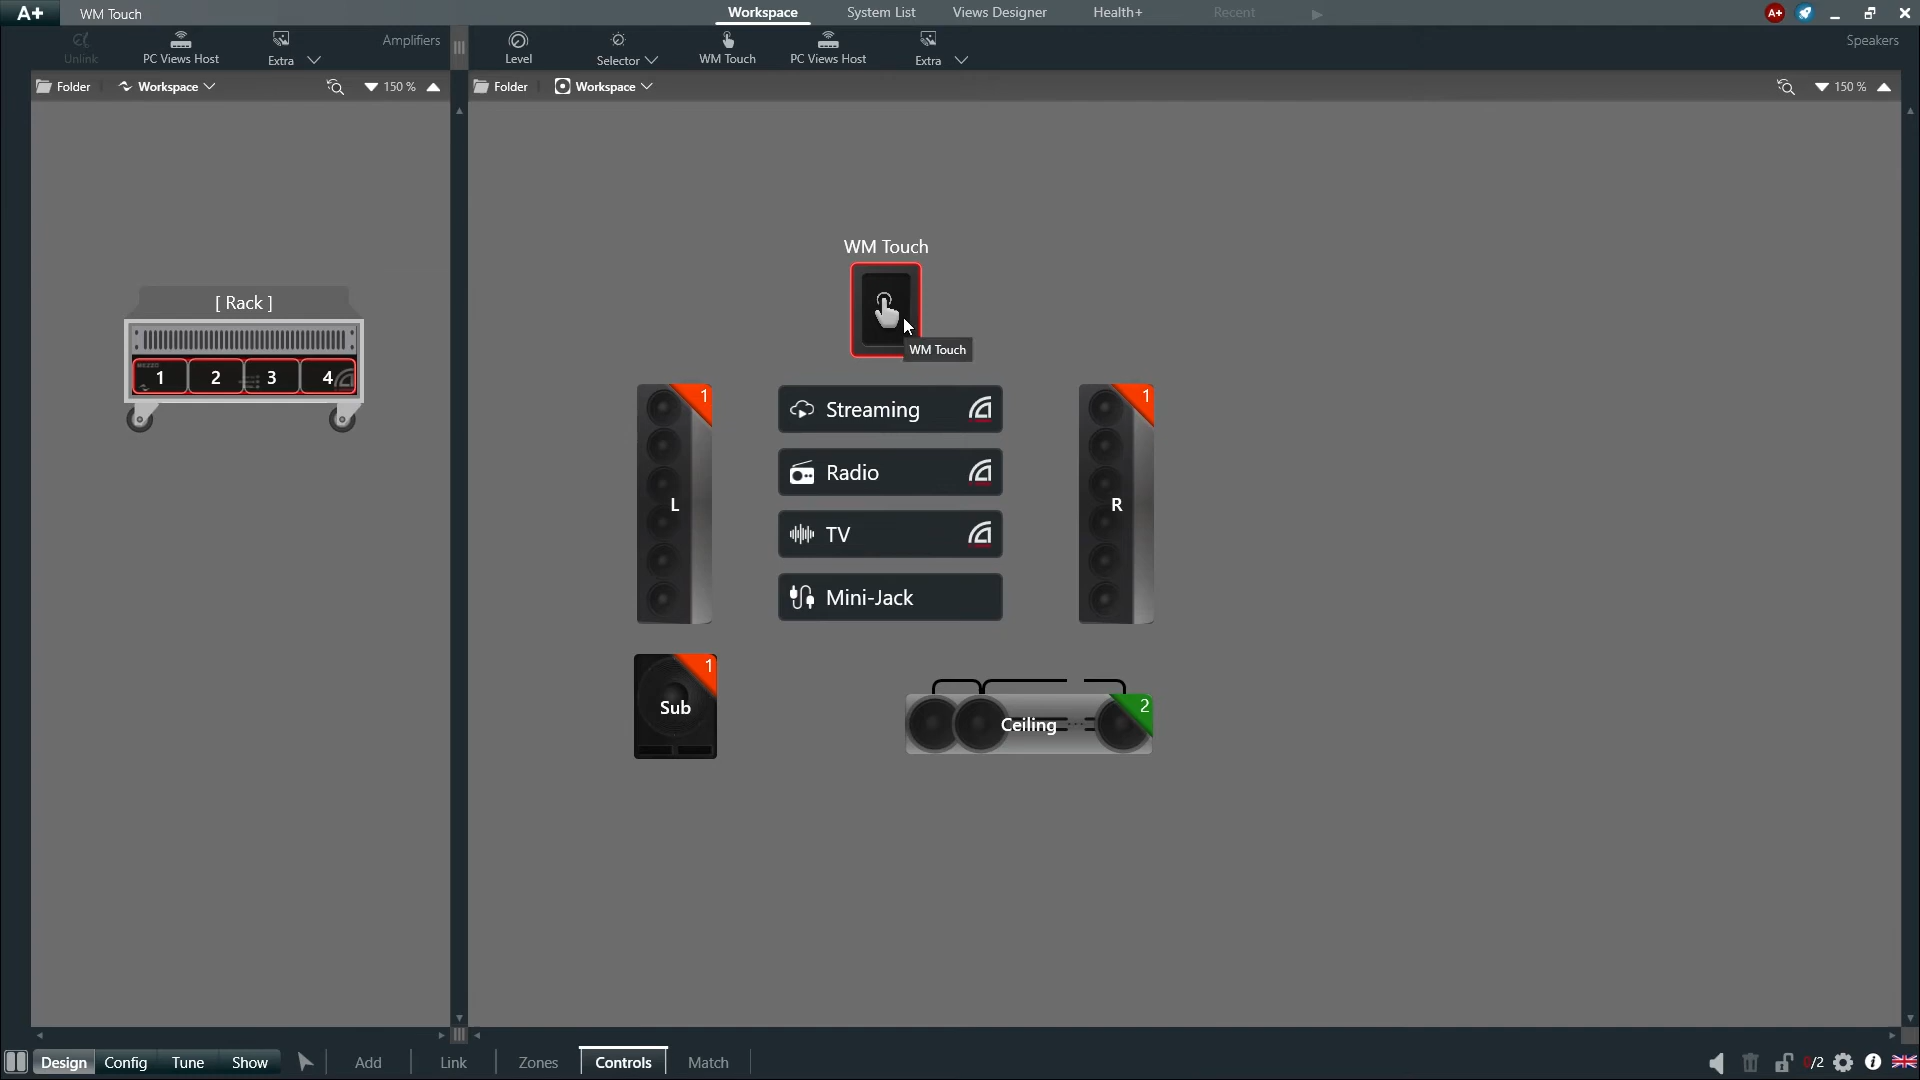 A+ WM Touch Workspace System List Views Designer Health+ Recent A+
Unlink PC Views Host Extra Amplifiers Level Selector WM Touch PC Views Host Extra Speakers
Folder Workspace 150 % Folder Workspace 150 %
WM Touch
[ Rack ]
1 2 3 4
WM Touch
1
L
Streaming
Radio
TV
Mini-Jack
1
R
1
Sub
2
Ceiling
Design Config Tune Show Add Link Zones Controls Match /2